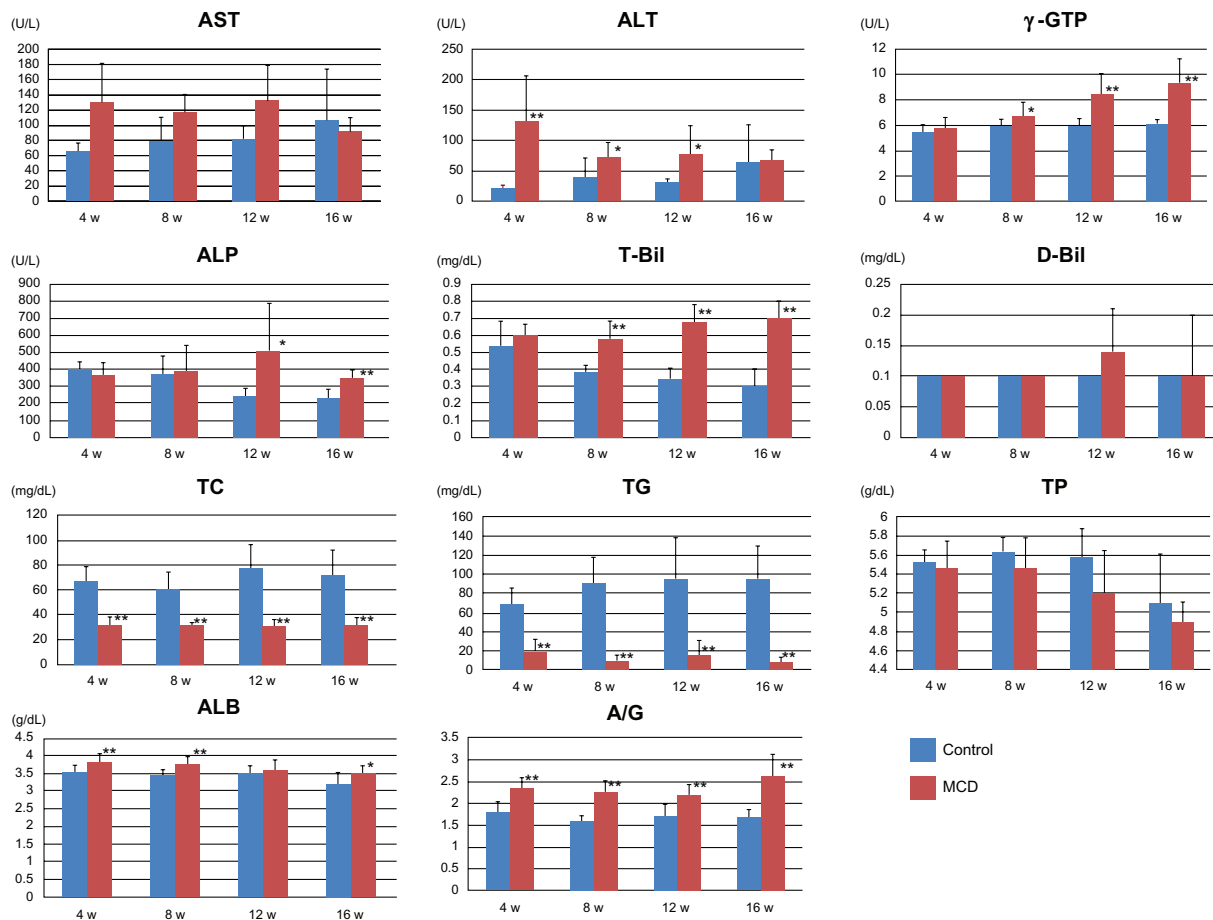 AST
(U/L)
200
180
160
140
120
100
80
60
40
20
0
4 w 8 w 12 w 16 w
ALT
(U/L)
250
200
150
100
50
0
** * *
4 w 8 w 12 w 16 w
γ-GTP
(U/L)
12
10
8
6
4
2
0
* ** **
4 w 8 w 12 w 16 w
ALP
(U/L)
900
800
700
600
500
400
300
200
100
0
* **
4 w 8 w 12 w 16 w
T-Bil
(mg/dL)
0.9
0.8
0.7
0.6
0.5
0.4
0.3
0.2
0.1
0
** ** **
4 w 8 w 12 w 16 w
D-Bil
(mg/dL)
0.25
0.2
0.15
0.1
0.05
0
4 w 8 w 12 w 16 w
TC
(mg/dL)
120
100
80
60
40
20
0
** ** ** **
4 w 8 w 12 w 16 w
TG
(mg/dL)
160
140
120
100
80
60
40
20
0
** ** ** **
4 w 8 w 12 w 16 w
TP
(g/dL)
6
5.8
5.6
5.4
5.2
5
4.8
4.6
4.4
4 w 8 w 12 w 16 w
ALB
(g/dL)
4.5
4
3.5
3
2.5
2
1.5
1
0.5
0
** ** *
4 w 8 w 12 w 16 w
A/G
3.5
3
2.5
2
1.5
1
0.5
0
** ** ** **
4 w 8 w 12 w 16 w
Control
MCD